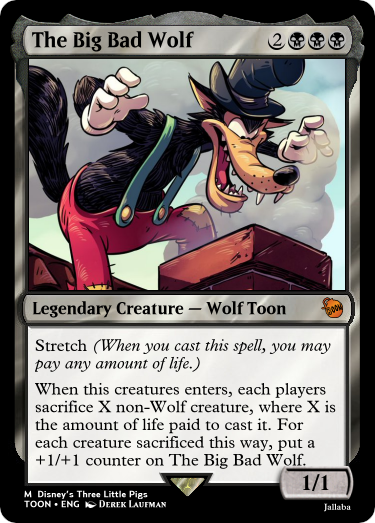 The Big Bad Wolf 2
Legendary Creature — Wolf Toon
Stretch (When you cast this spell, you may
pay any amount of life.)
When this creatures enters, each players
sacrifice X non-Wolf creature, where X is
the amount of life paid to cast it. For
each creature sacrificed this way, put a
+1/+1 counter on The Big Bad Wolf.
1/1
M Disney's Three Little Pigs
TOON • ENG Derek Laufman
Jallaba